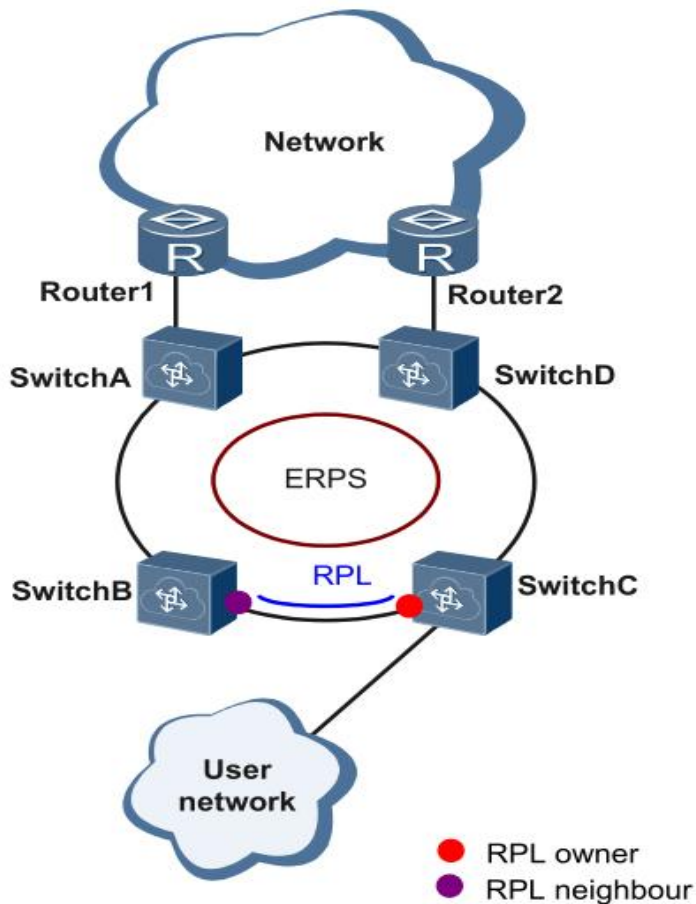 Network
R
R
Router1
Router2
SwitchA
SwitchD
ERPS
RPL
SwitchB
SwitchC
User
network
RPL owner
RPL neighbour